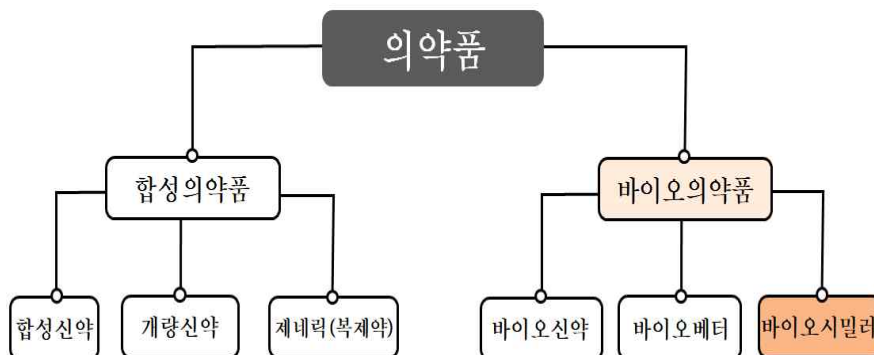 의약품
합성의약품
바이오의약품
합성신약
개량신약
제네릭(복제약)
바이오신약
바이오베터
바이오시밀러